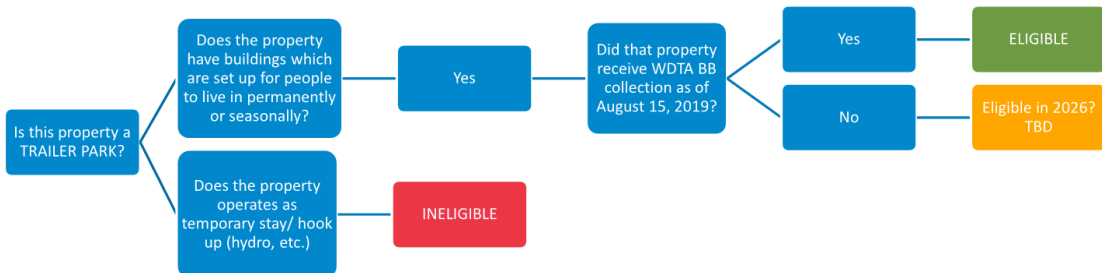 Is this property a
TRAILER PARK?
Does the property
have buildings which
are set up for people
to live in permanently
or seasonally?
Yes
Did that property
receive WDTA BB
collection as of
August 15, 2019?
Yes
ELIGIBLE
No
Eligible in 2026?
TBD
Does the property
operates as
temporary stay/ hook
up (hydro, etc.)
INELIGIBLE